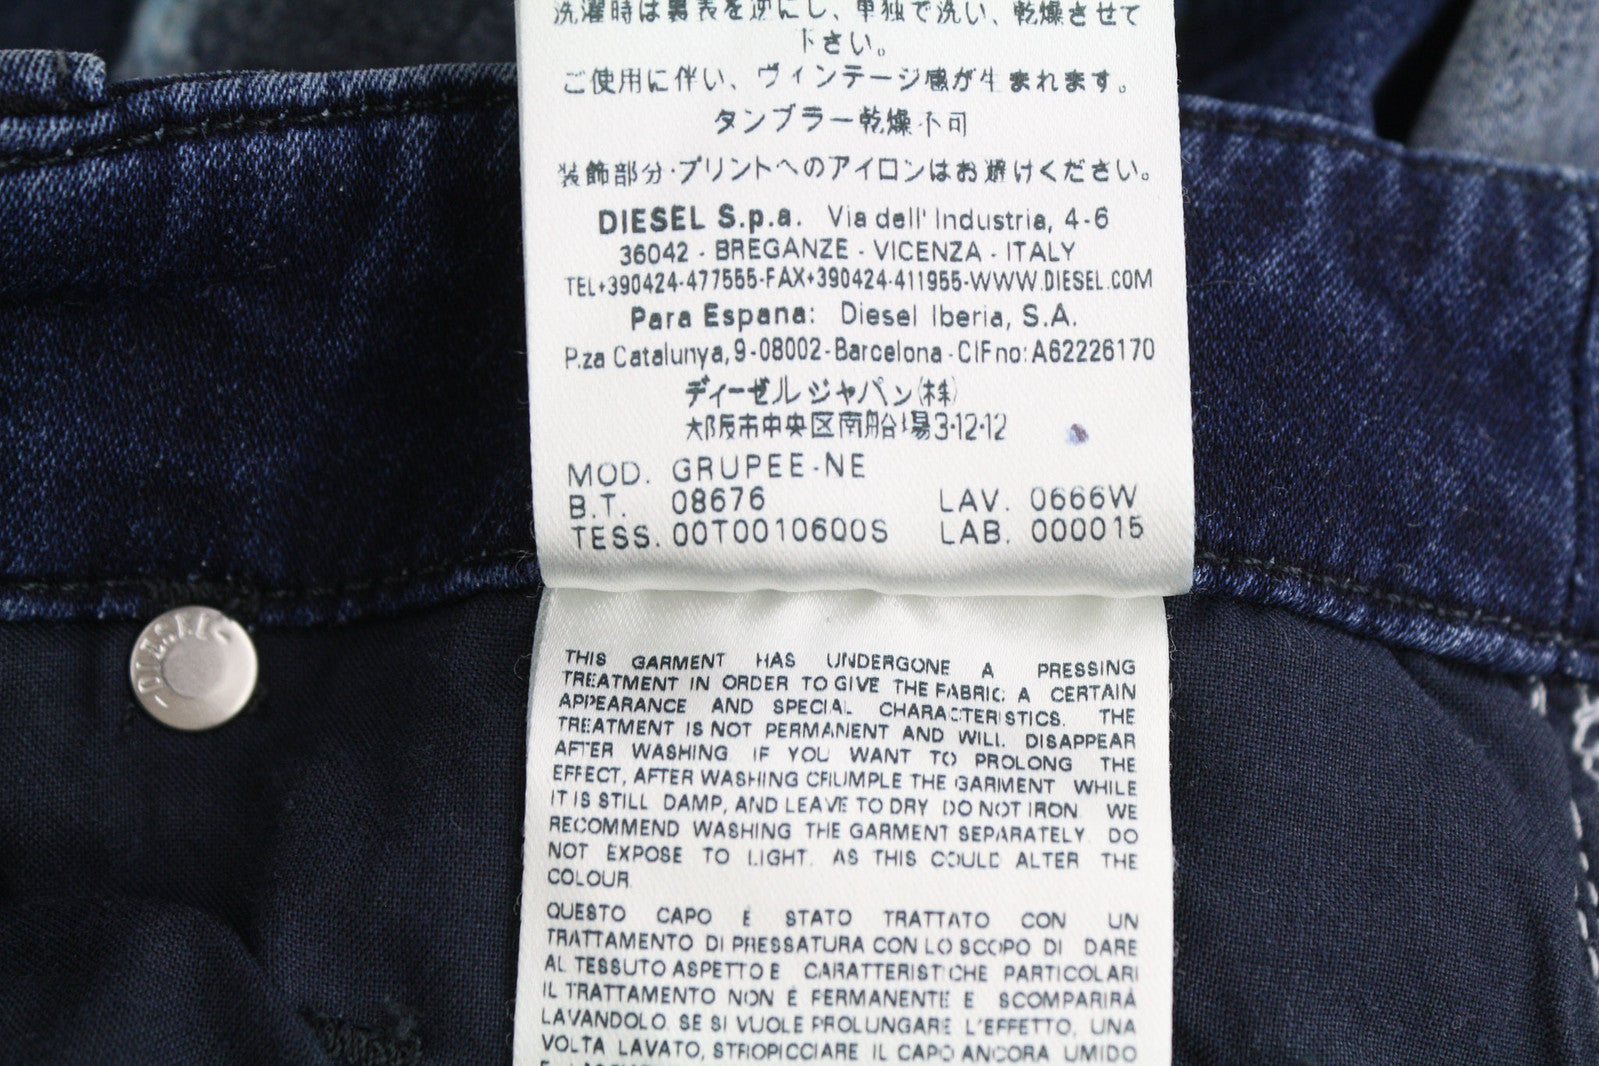 洗濯時は裏表を逆にし、単独で洗い、乾燥させて
下さい。
ご使用に伴い、ヴィンテージ感が生まれます。
タンブラー乾燥不可
装飾部分・プリントへのアイロンはお避けください。
DIESEL S.p.a. Via dell' Industria, 4-6
36042 - BREGANZE - VICENZA - ITALY
TEL+390424-477555-FAX+390424-411955-WWW.DIESEL.COM
Para Espana: Diesel Iberia, S.A.
P.za Catalunya, 9-08002-Barcelona-CIFno:A62226170
ディーゼル ジャパン(株)
大阪市中央区南船場3-12-12
MOD. GRUPEE-NE
B.T. 08676 LAV. 0666W
TESS. 00T0010600S LAB. 000015
DIESEL
THIS GARMENT HAS UNDERGONE A PRESSING
TREATMENT IN ORDER TO GIVE THE FABRIC A CERTAIN
APPEARANCE AND SPECIAL CHARACTERISTICS. THE
TREATMENT IS NOT PERMANENT AND WILL DISAPPEAR
AFTER WASHING IF YOU WANT TO PROLONG THE
EFFECT, AFTER WASHING CRUMPLE THE GARMENT WHILE
IT IS STILL DAMP, AND LEAVE TO DRY DO NOT IRON WE
RECOMMEND WASHING THE GARMENT SEPARATELY. DO
NOT EXPOSE TO LIGHT. AS THIS COULD ALTER THE
COLOUR
QUESTO CAPO È STATO TRATTATO CON UN
TRATTAMENTO DI PRESSATURA CON LO SCOPO DI DARE
AL TESSUTO ASPETTO E CARATTERISTICHE PARTICOLARI
IL TRATTAMENTO NON È PERMANENTE E SCOMPARIRÀ
LAVANDOLO. SE SI VUOLE PROLUNGARE L'EFFETTO, UNA
VOLTA LAVATO, STROPICCIARE IL CAPO ANCORA UMIDO